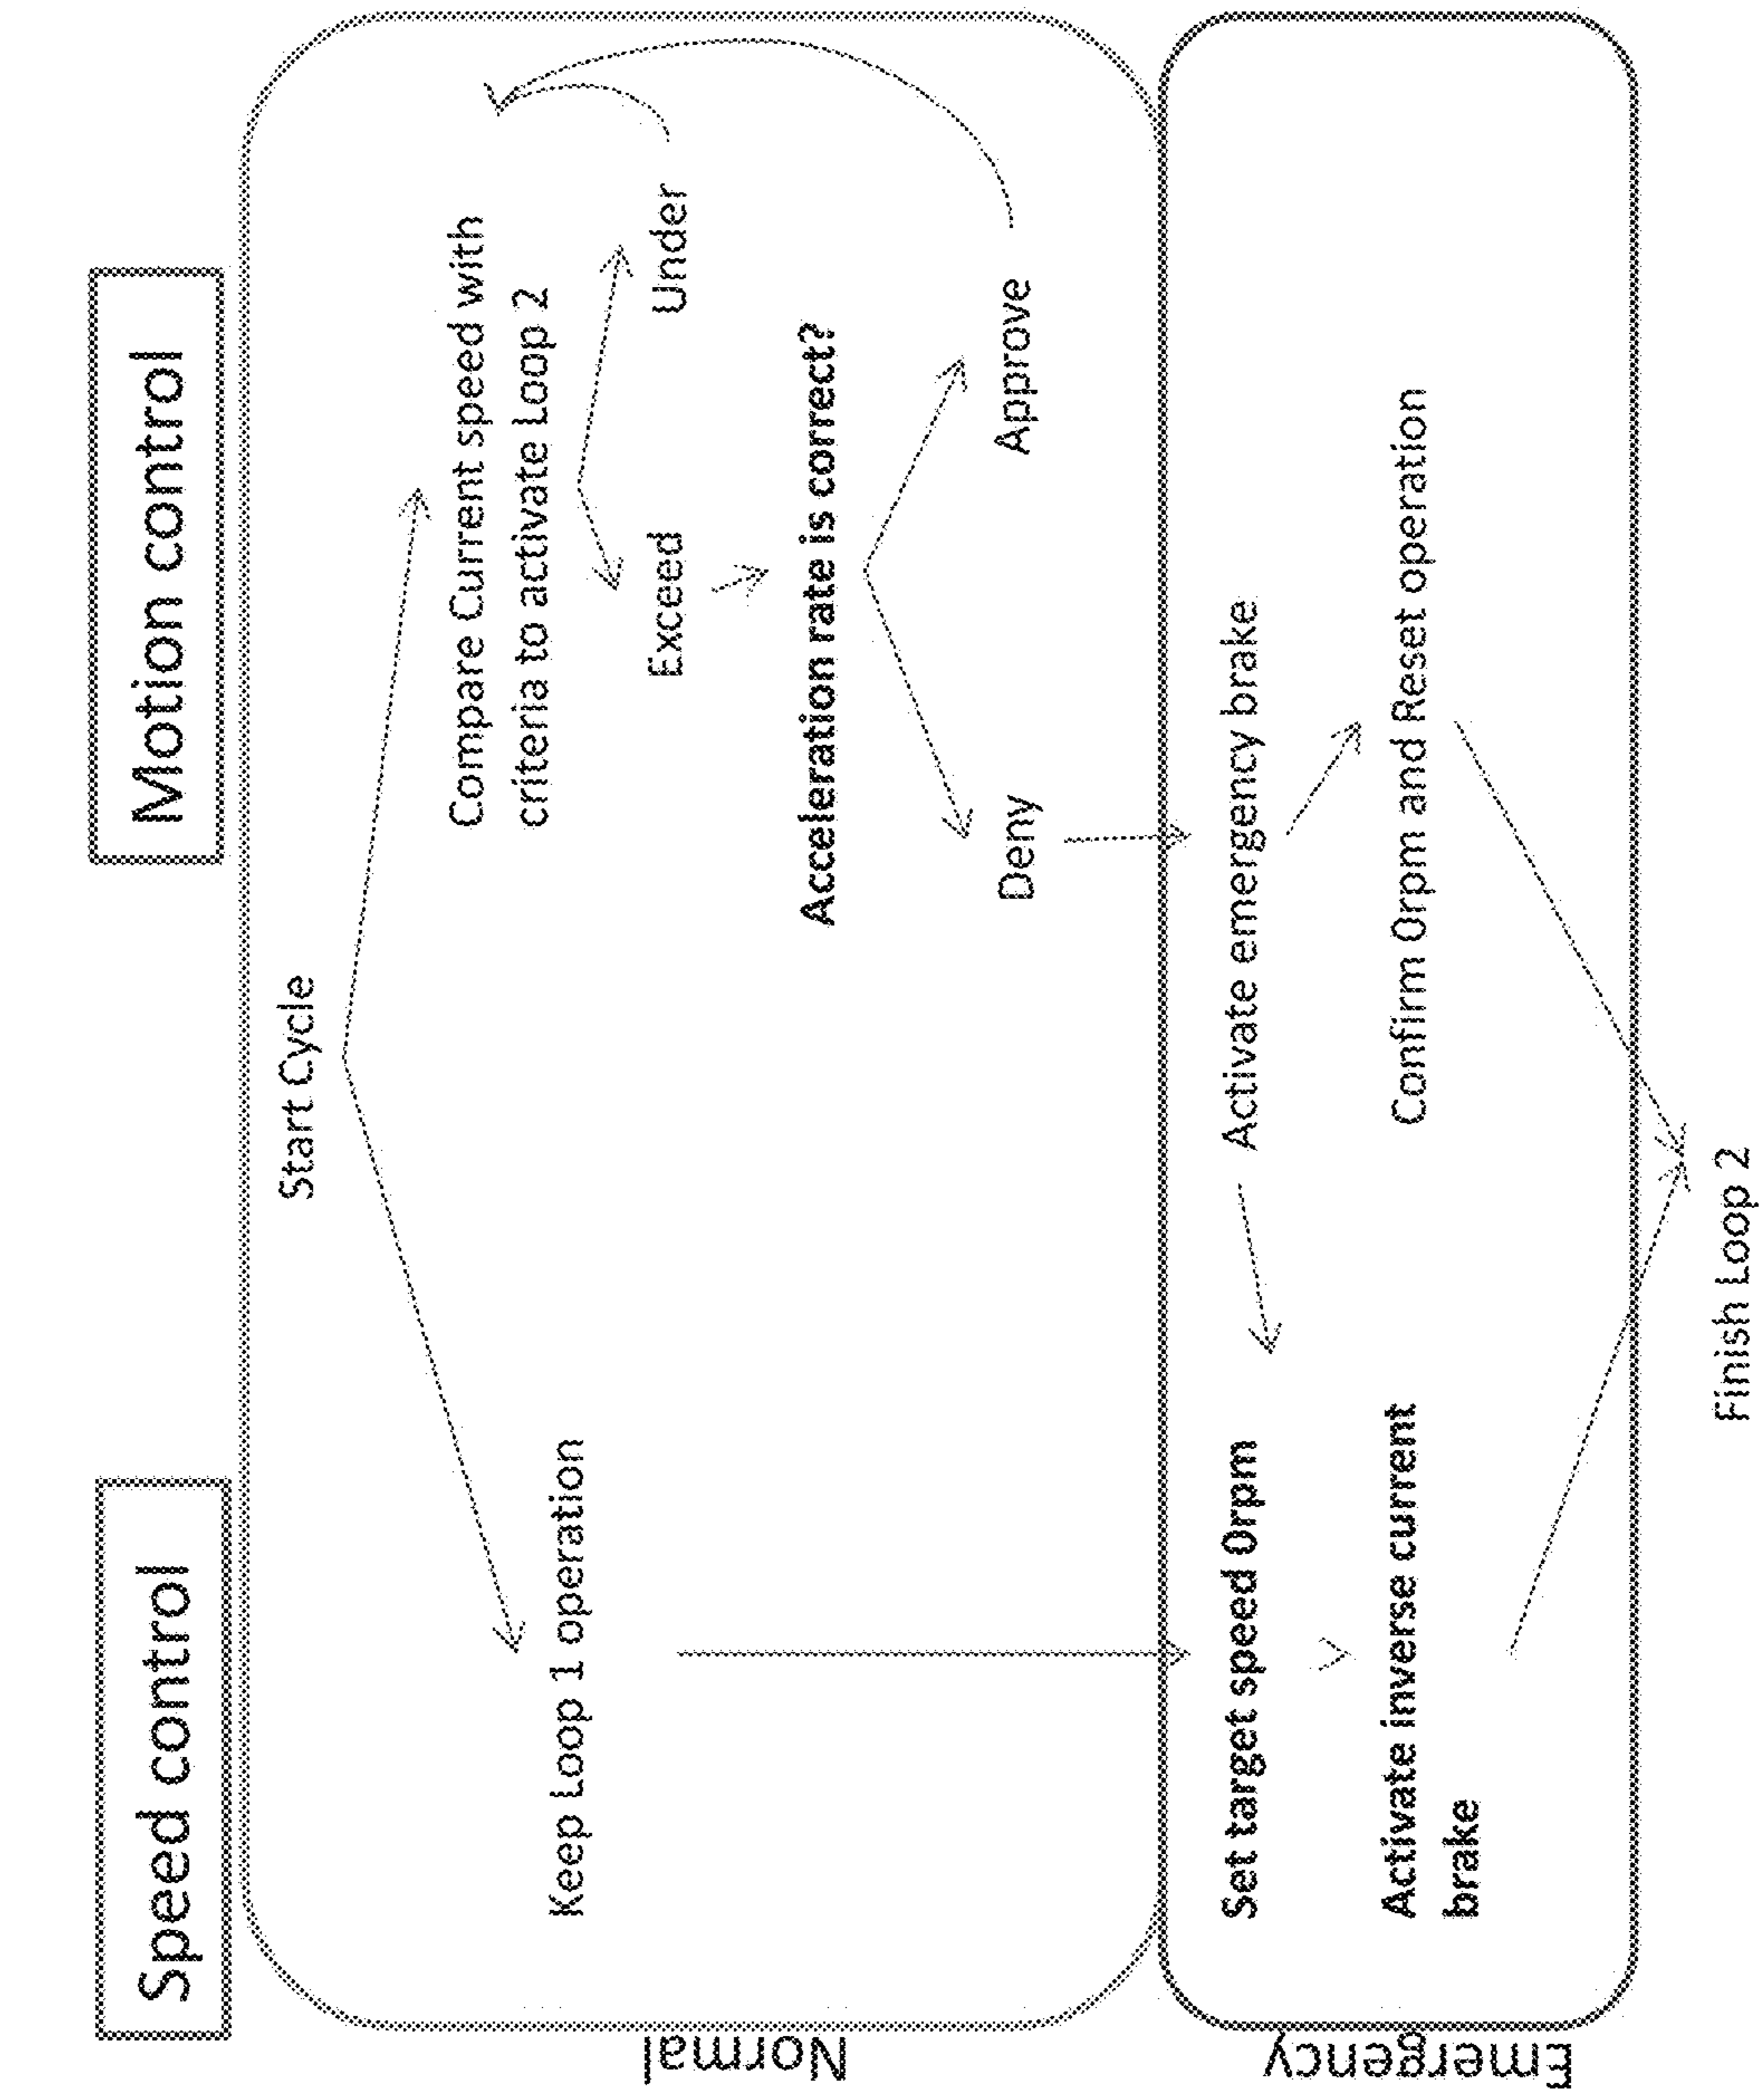 Speed control
Motion control
Normal
Start Cycle
Keep Loop 1 operation
Compare Current speed with
criteria to activate Loop 2
Exceed
Under
Acceleration rate is correct?
Deny
Approve
Emergency
Set target speed 0rpm
Activate emergency brake
Activate inverse current
brake
Confirm 0rpm and Reset operation
Finish Loop 2